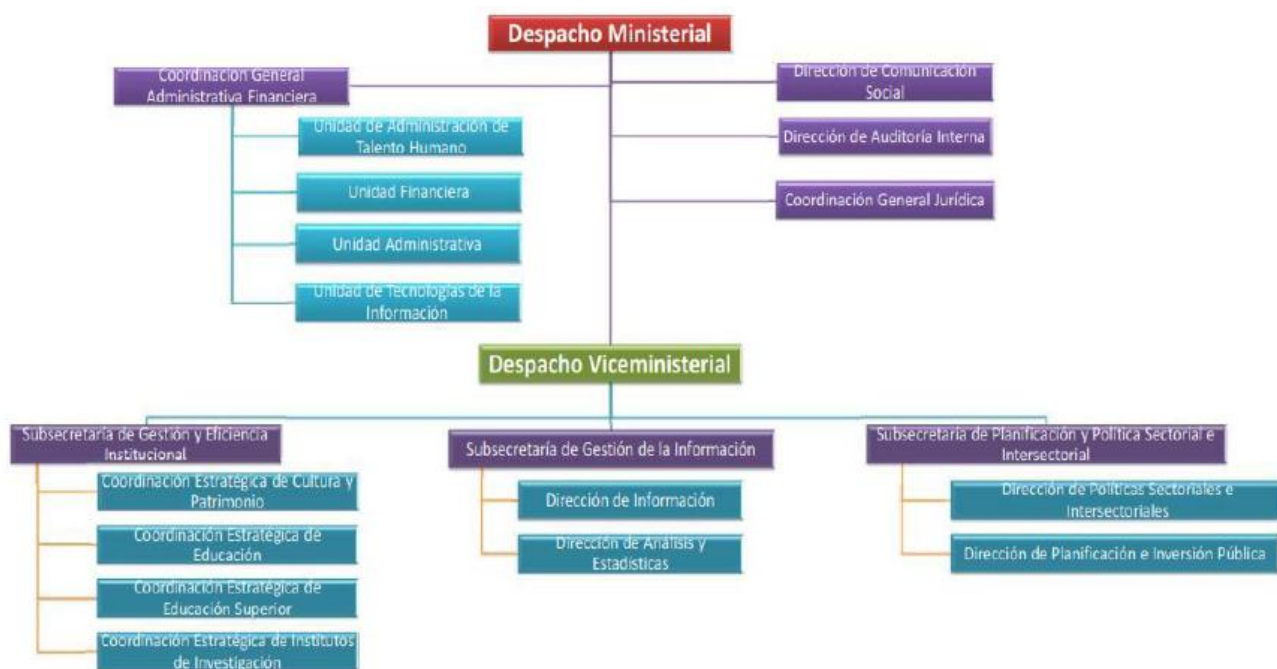 Despacho Ministerial
Coordinación General
Administrativa Financiera
Unidad de Administración de
Talento Humano
Unidad Financiera
Unidad Administrativa
Unidad de Tecnologías de la
Información
Dirección de Comunicación
Social
Dirección de Auditoría Interna
Coordinación General Jurídica
Despacho Viceministerial
Subsecretaría de Gestión y Eficiencia
Institucional
Coordinación Estratégica de Cultura y
Patrimonio
Coordinación Estratégica de
Educación
Coordinación Estratégica de
Educación Superior
Coordinación Estratégica de Institutos
de Investigación
Subsecretaría de Gestión de la Información
Dirección de Información
Dirección de Análisis y
Estadísticas
Subsecretaría de Planificación y Política Sectorial e
Intersectorial
Dirección de Políticas Sectoriales e
Intersectoriales
Dirección de Planificación e Inversión Pública